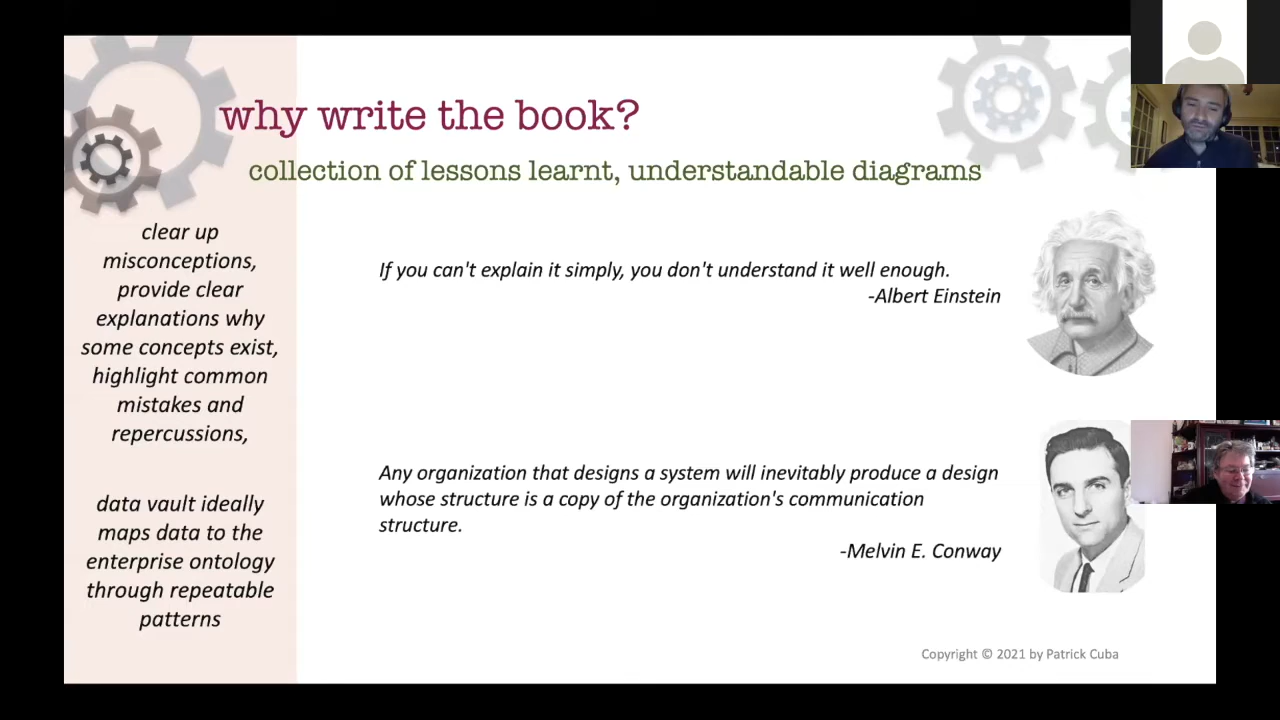 why write the book?
collection of lessons learnt, understandable diagrams
clear up
misconceptions,
provide clear
explanations why
some concepts exist,
highlight common
mistakes and
repercussions,
data vault ideally
maps data to the
enterprise ontology
through repeatable
patterns
If you can't explain it simply, you don't understand it well enough.
-Albert Einstein
Any organization that designs a system will inevitably produce a design
whose structure is a copy of the organization's communication
structure.
-Melvin E. Conway
Copyright © 2021 by Patrick Cuba